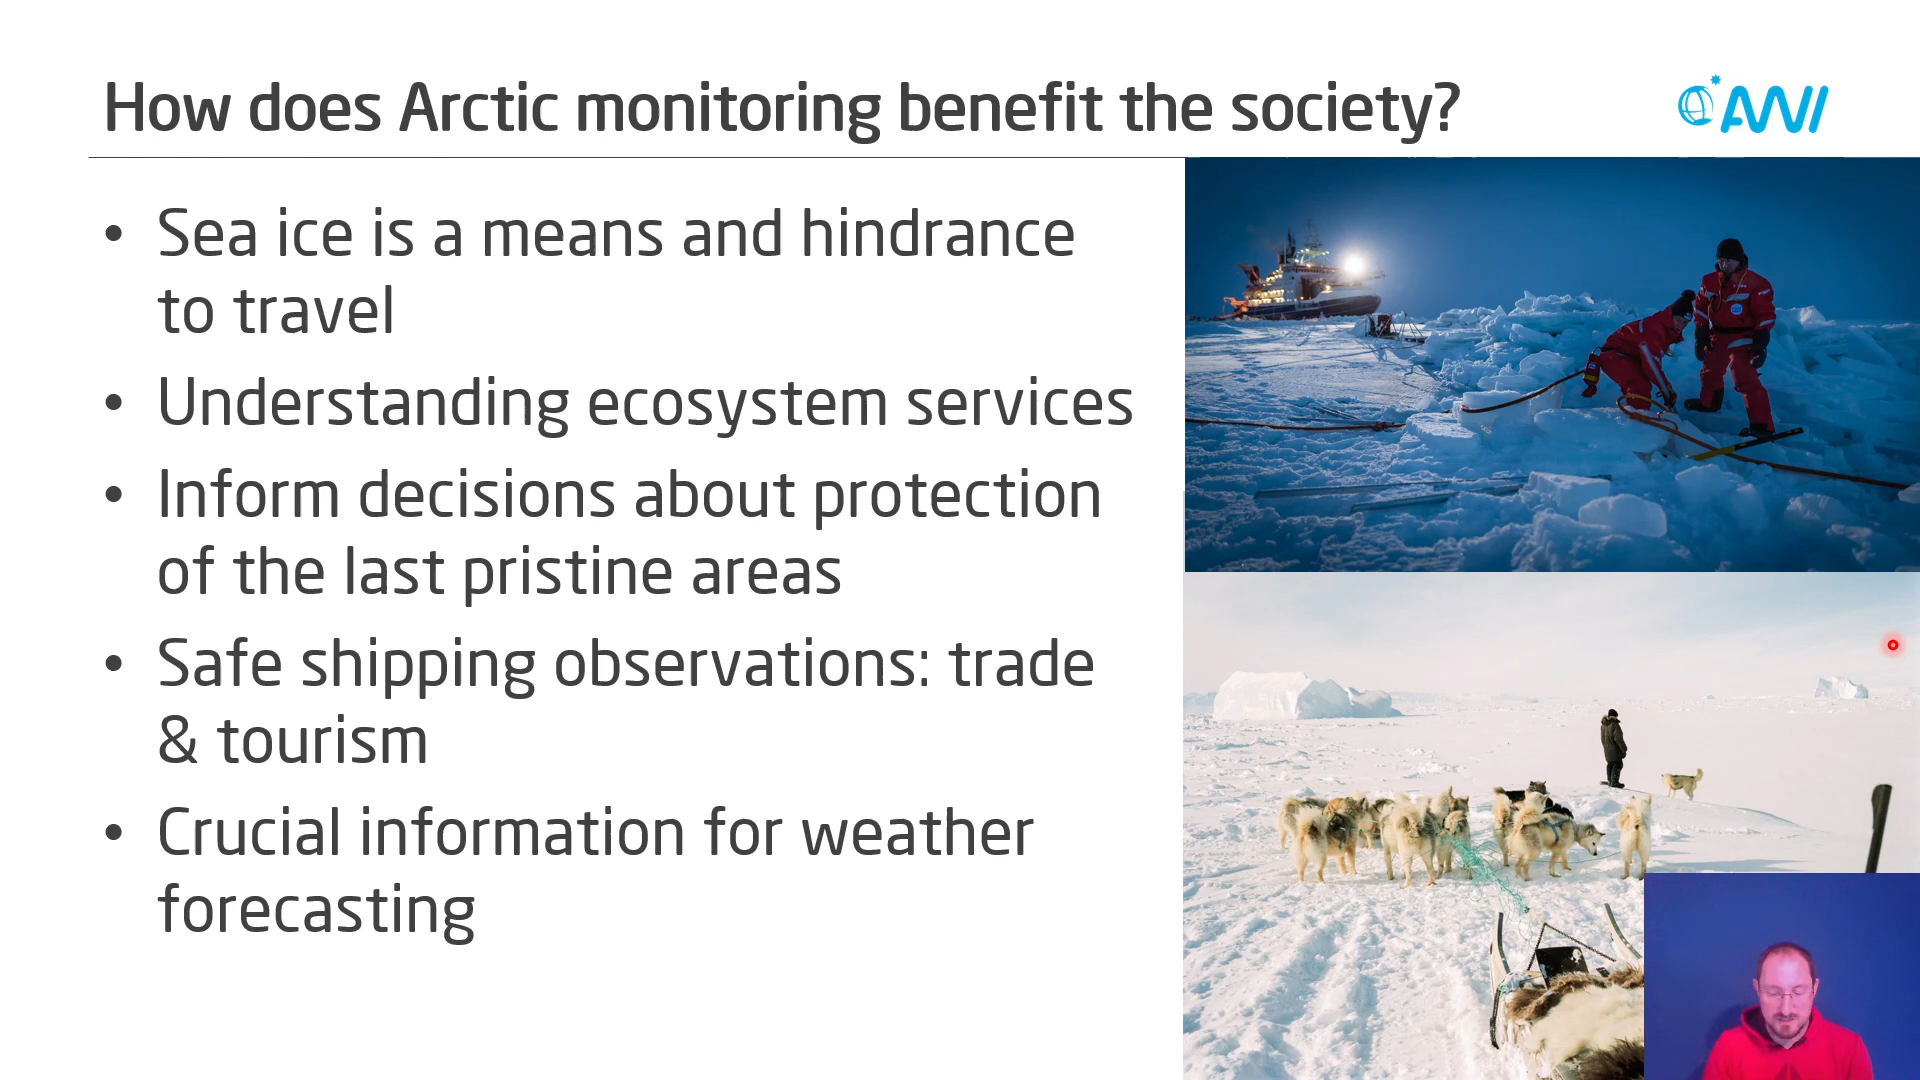 How does Arctic monitoring benefit the society?
AWI
• Sea ice is a means and hindrance
to travel
• Understanding ecosystem services
• Inform decisions about protection
of the last pristine areas
• Safe shipping observations: trade
& tourism
• Crucial information for weather
forecasting